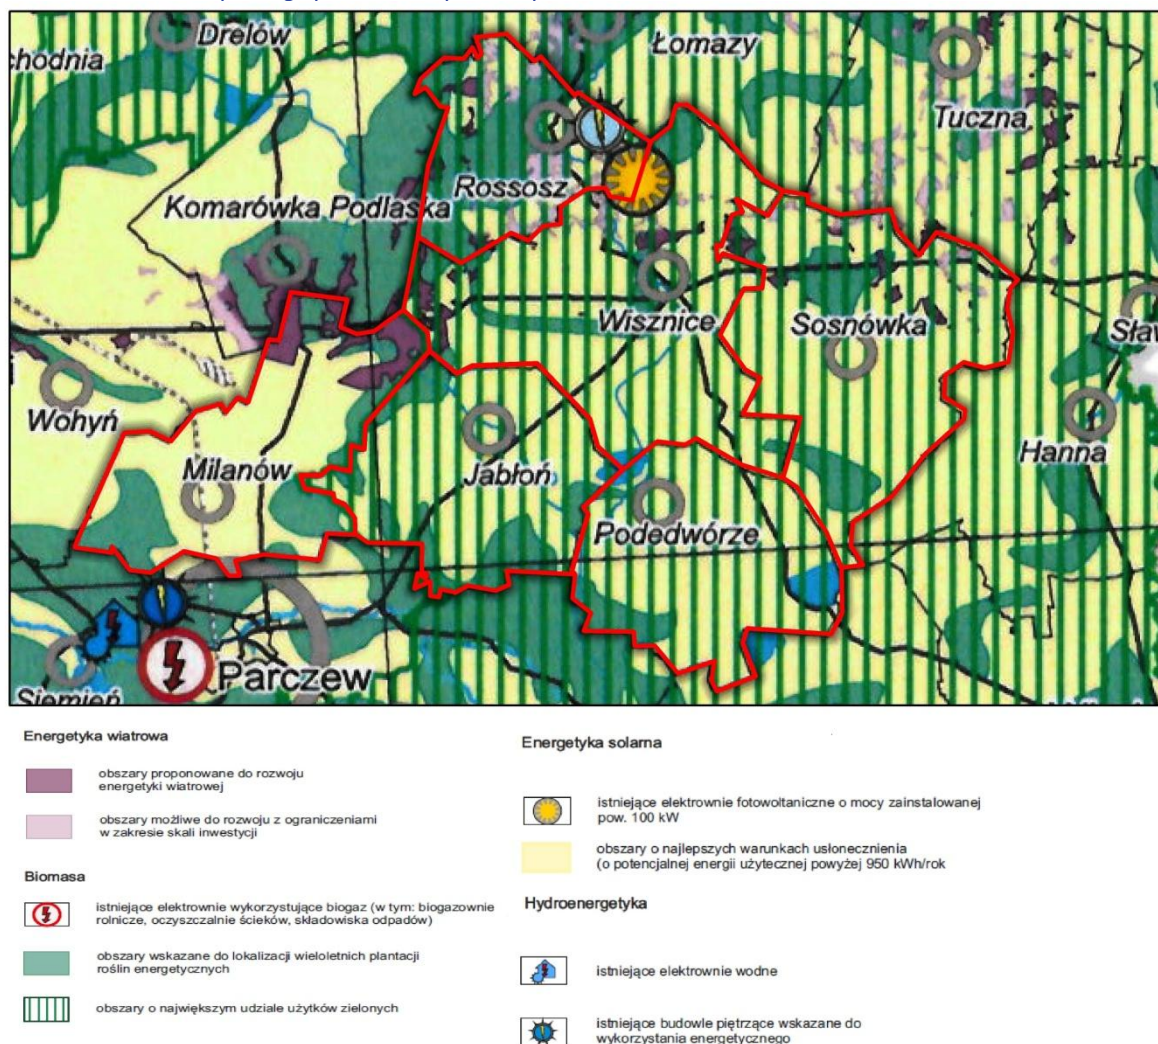 Drelów
Łomazy
chodnia
Tuczna
Rossosz
Komarówka Podlaska
Wisznice
Sosnówka
Sław
Wohyń
Hanna
Milanów
Jabłoń
Podedwórze
Parczew
Siemień
Energetyka wiatrowa
obszary proponowane do rozwoju
energetyki wiatrowej
obszary możliwe do rozwoju z ograniczeniami
w zakresie skali inwestycji
Biomasa
istniejące elektrownie wykorzystujące biogaz (w tym: biogazownie
rolnicze, oczyszczalnie ścieków, składowiska odpadów)
obszary wskazane do lokalizacji wieloletnich plantacji
roślin energetycznych
obszary o największym udziale użytków zielonych
Energetyka solarna
istniejące elektrownie fotowoltaiczne o mocy zainstalowanej
pow. 100 kW
obszary o najlepszych warunkach usłonecznienia
(o potencjalnej energii użytecznej powyżej 950 kWh/rok
Hydroenergetyka
istniejące elektrownie wodne
istniejące budowle piętrzące wskazane do
wykorzystania energetycznego